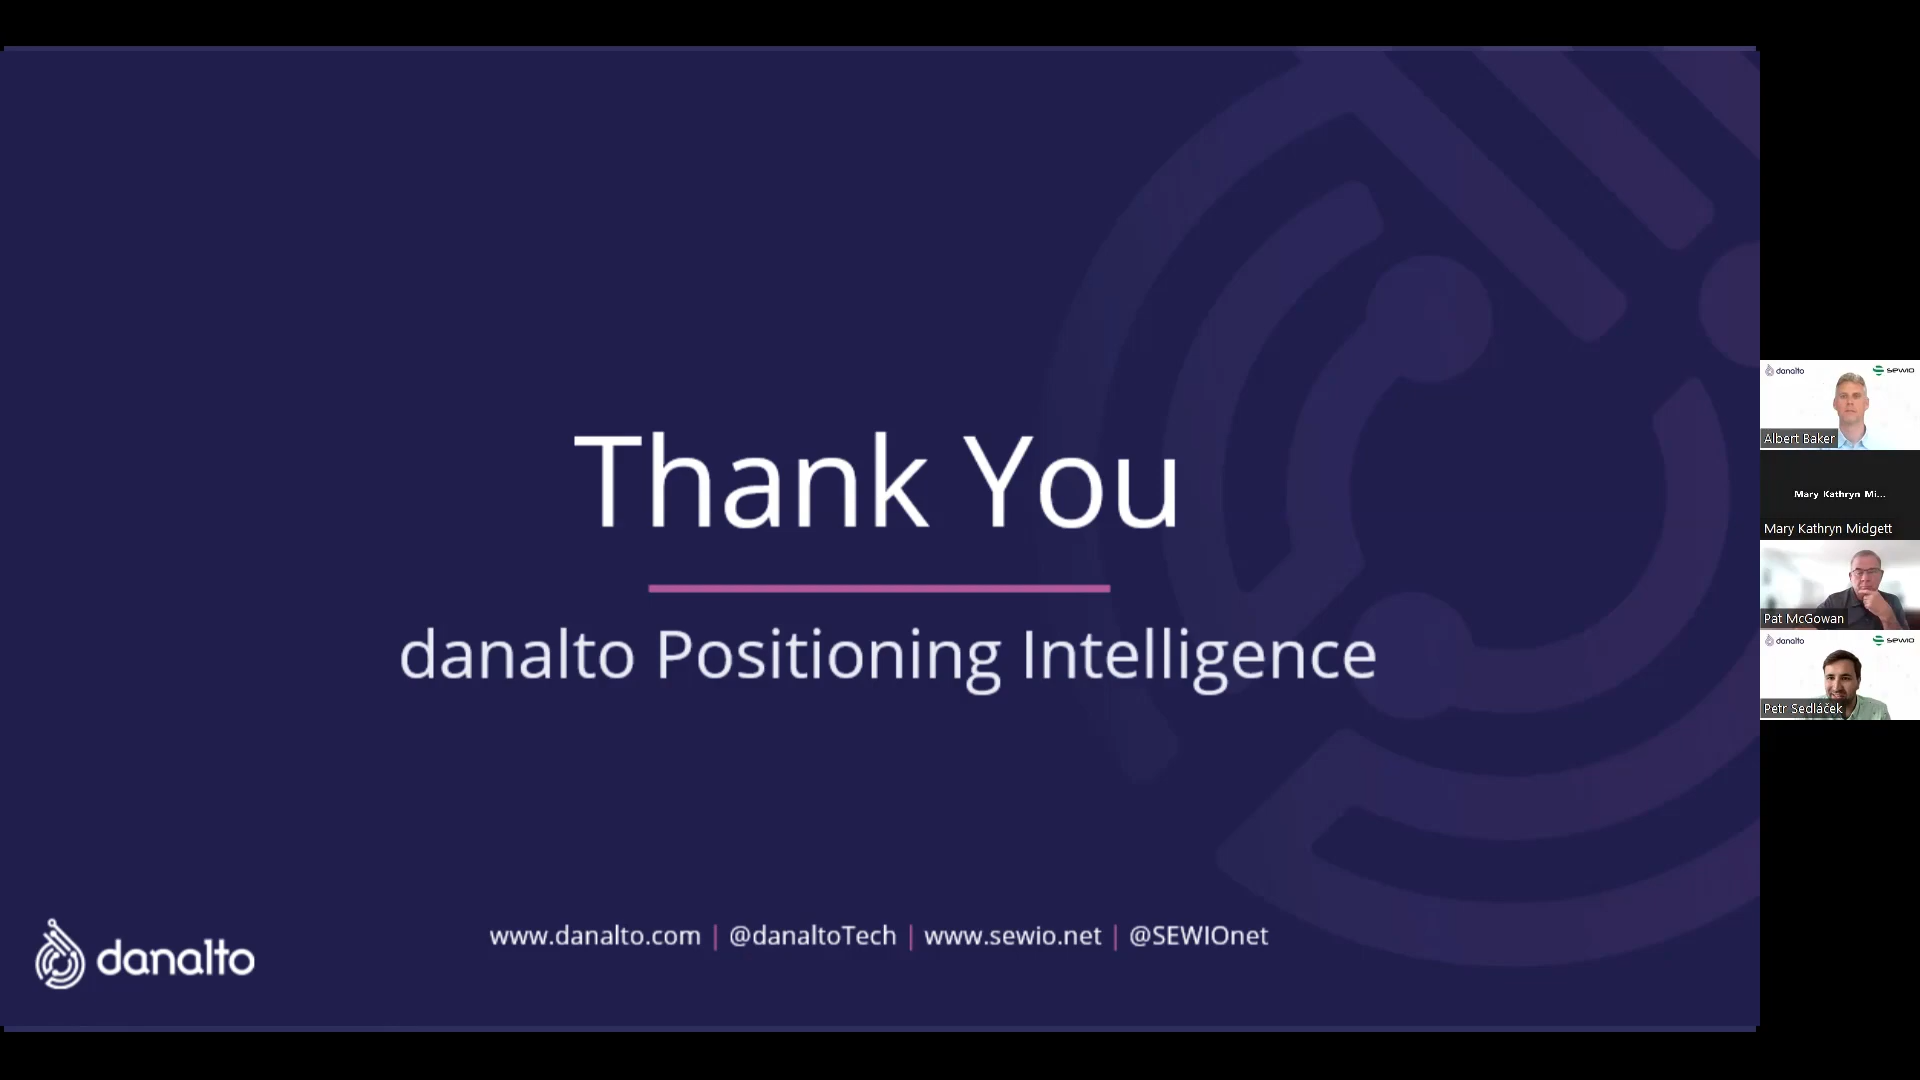 Thank You
danalto Positioning Intelligence
www.danalto.com | @danaltoTech | www.sewio.net | @SEWIOnet
danalto
danalto
SEWIO
Albert Baker
Mary Kathryn Mi...
Mary Kathryn Midgett
Pat McGowan
danalto
SEWIO
Petr Sedláček